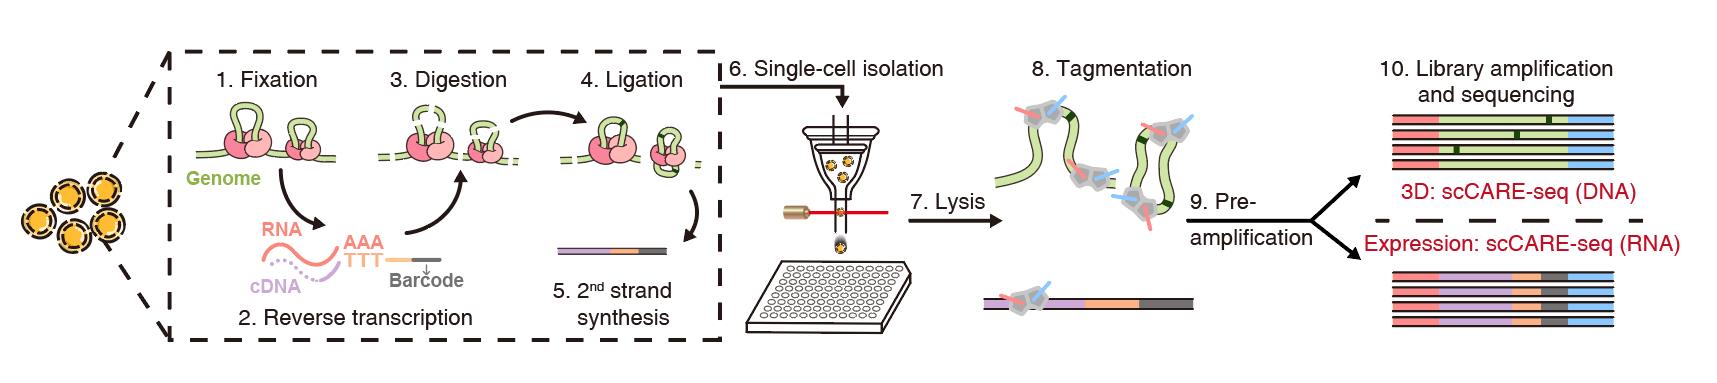 1. Fixation
Genome
RNA
AAA
TTT
cDNA
Barcode
2. Reverse transcription
3. Digestion
4. Ligation
5. 2nd strand
synthesis
6. Single-cell isolation
7. Lysis
8. Tagmentation
9. Pre-
amplification
10. Library amplification
and sequencing
3D: scCARE-seq (DNA)
Expression: scCARE-seq (RNA)